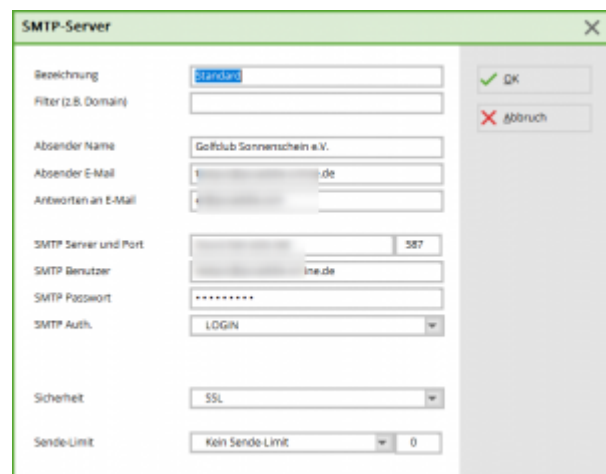 SMTP-Server
Bezeichnung Standard
OK
Filter (z.B. Domain)
Abbruch
Absender Name Golfclub Sonnenschein e.V.
Absender E-Mail .de
Antworten an E-Mail
SMTP Server und Port 587
SMTP Benutzer ine.de
SMTP Passwort •••••••••
SMTP Auth. LOGIN
Sicherheit SSL
Sende-Limit Kein Sende-Limit 0